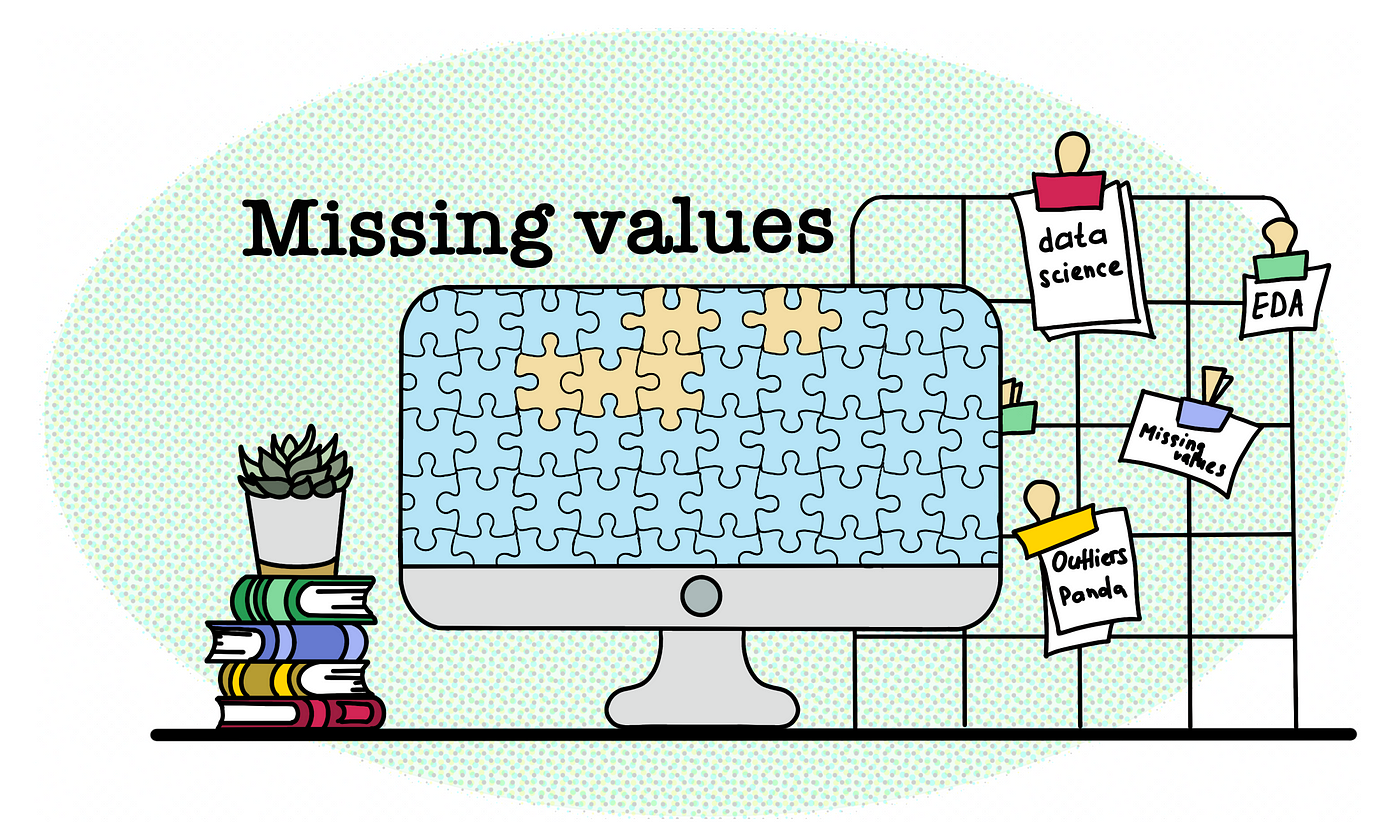 Missing values
data
science
EDA
Missing
values
Outliers
Panda